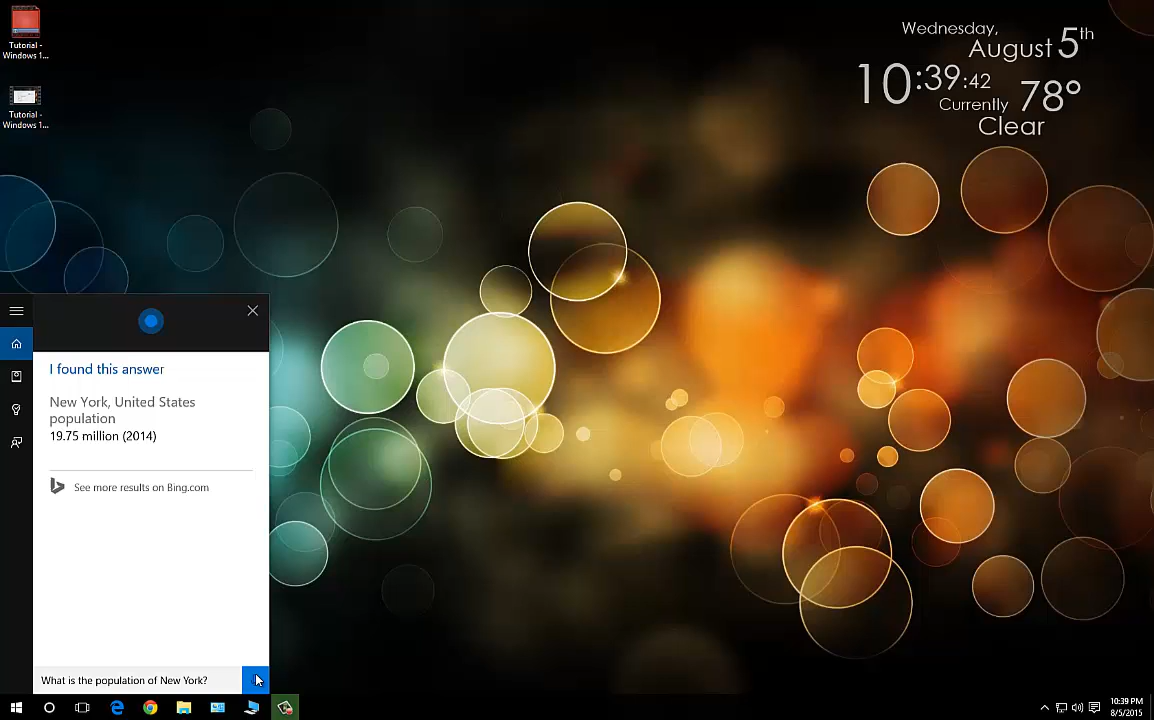 Tutorial -
Windows 1...
Tutorial -
Windows 1...
Wednesday,
August 5th
10:39:42
Currently 78°
Clear
I found this answer
New York, United States
population
19.75 million (2014)
See more results on Bing.com
What is the population of New York?
10:39 PM
8/5/2015